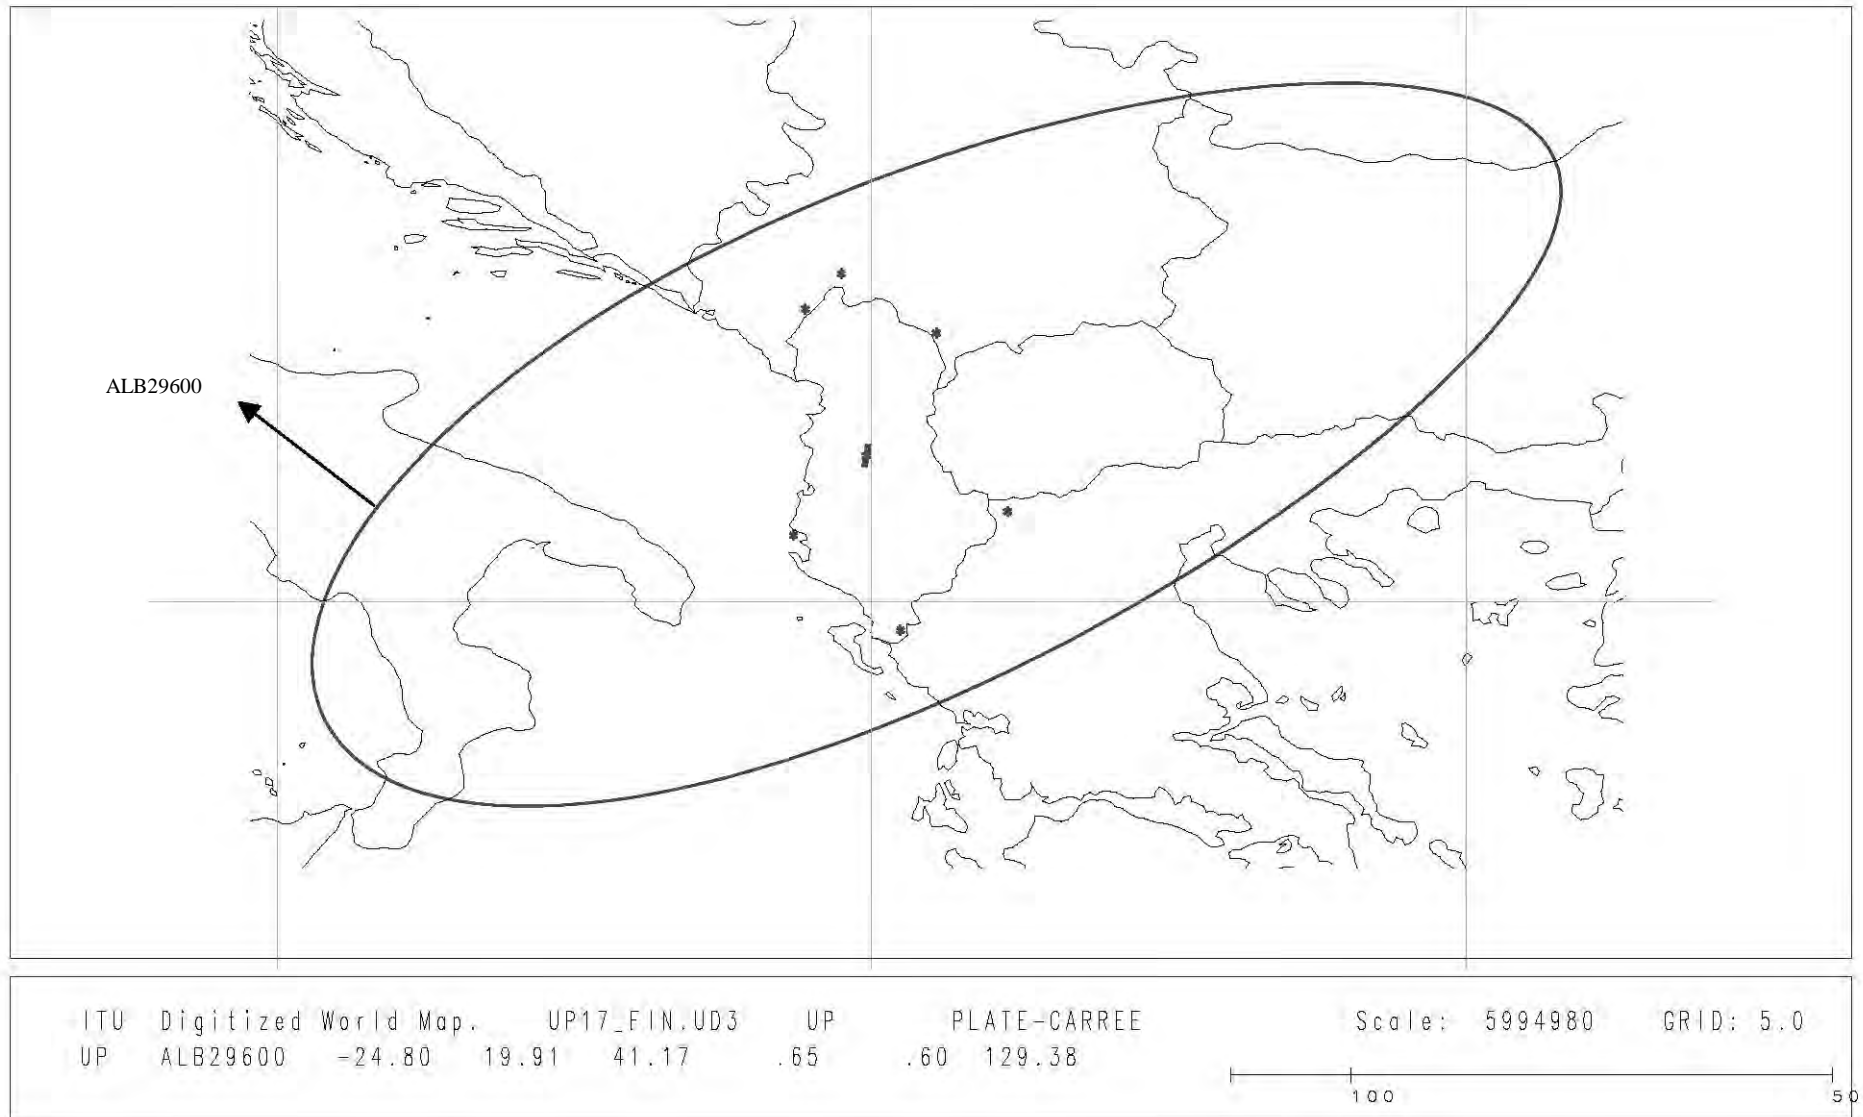 ALB29600
ITU Digitized World Map. UP17_FIN.UD3 UP PLATE-CARREE Scale: 5994980 GRID: 5.0
UP ALB29600 -24.80 19.91 41.17 .65 .60 129.38
100 50